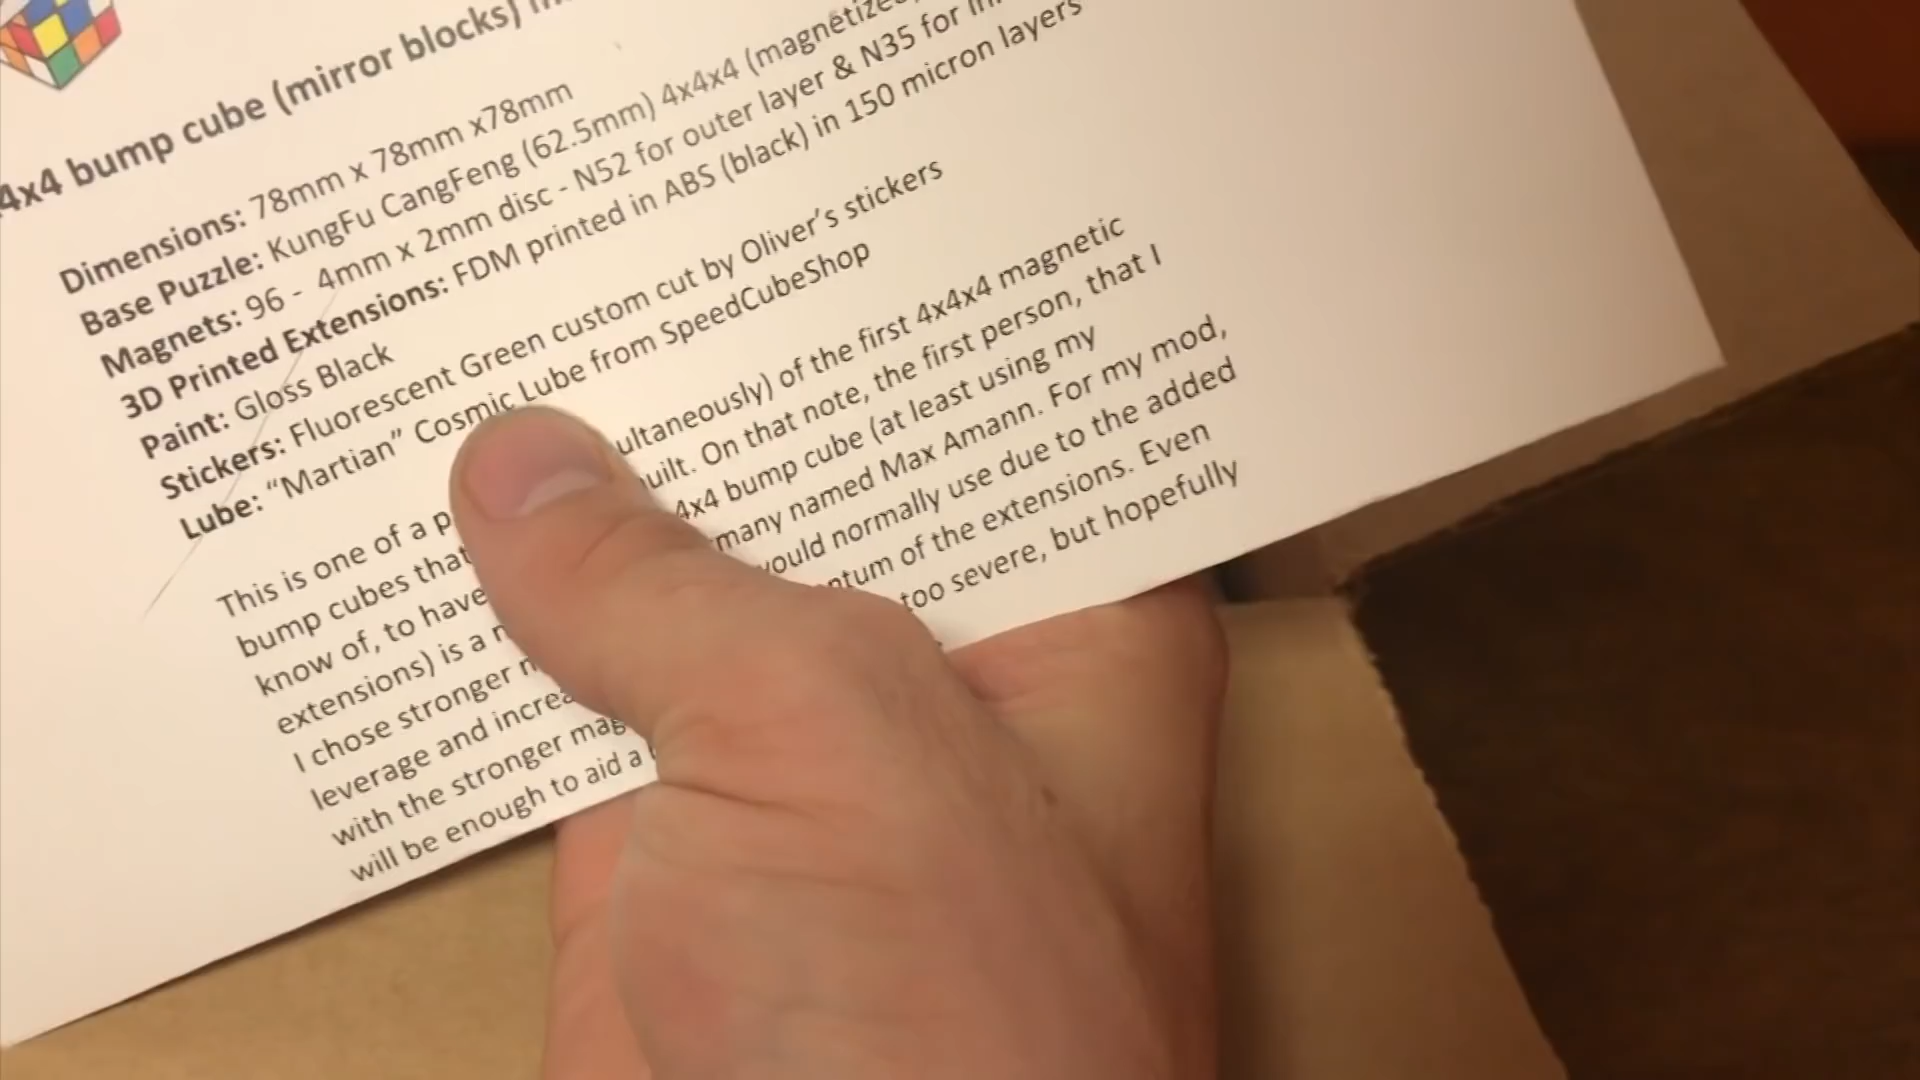 4x4 bump cube (mirror blocks)
Dimensions: 78mm x 78mm x78mm
Base Puzzle: KungFu CangFeng (62.5mm) 4x4x4 (magnetized)
Magnets: 96 - 4mm x 2mm disc - N52 for outer layer & N35 for
3D Printed Extensions: FDM printed in ABS (black) in 150 micron layers
Paint: Gloss Black
Stickers: Fluorescent Green custom cut by Oliver's stickers
Lube: "Martian" Cosmic Lube from SpeedCubeShop
This is one of a p ultaneously) of the first 4x4x4 magnetic
bump cubes that uilt. On that note, the first person, that I
know of, to have 4x4 bump cube (at least using my
extensions) is a many named Max Amann. For my mod,
I chose stronger ould normally use due to the added
leverage and increa ntum of the extensions. Even
with the stronger mag too severe, but hopefully
will be enough to aid a